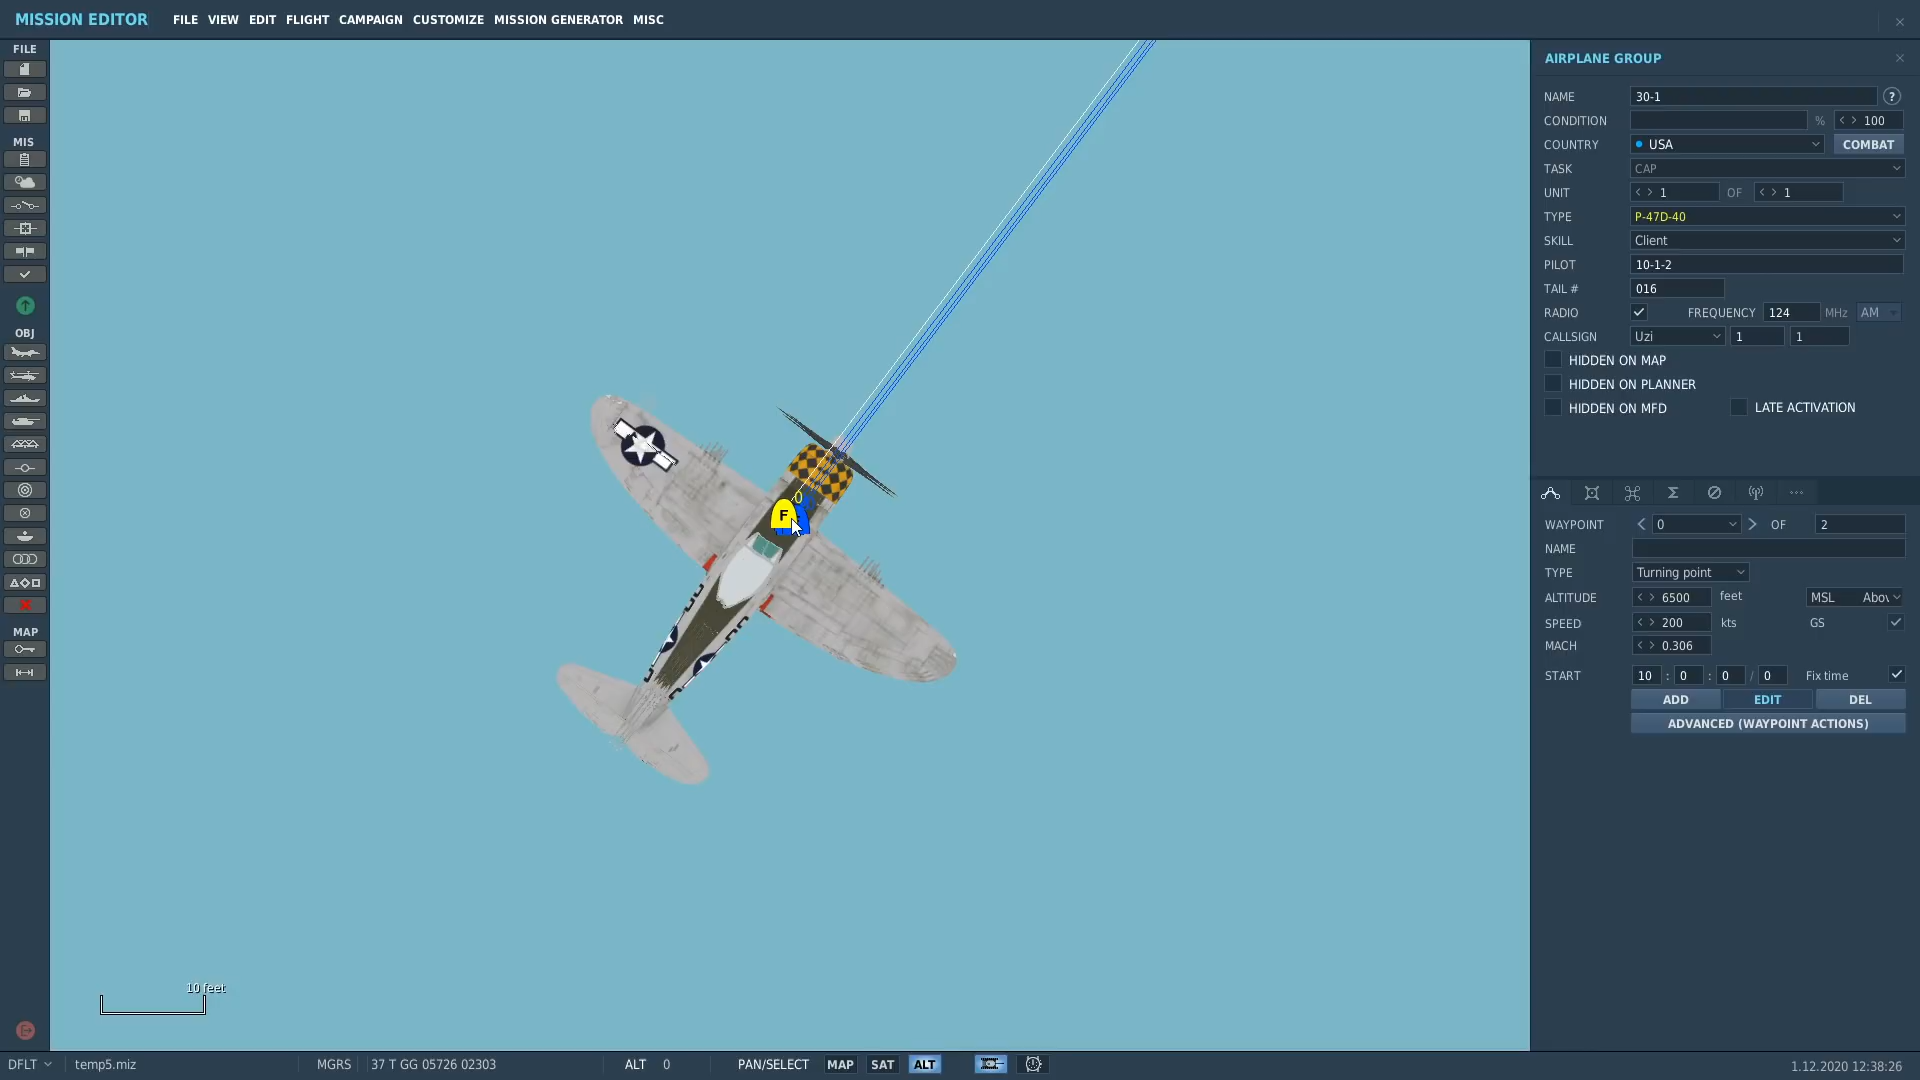 MISSION EDITOR FILE VIEW EDIT FLIGHT CAMPAIGN CUSTOMIZE MISSION GENERATOR MISC
FILE
MIS
OBJ
MAP
0
F
10 feet
AIRPLANE GROUP
NAME 30-1 ?
CONDITION % < > 100
COUNTRY USA COMBAT
TASK CAP
UNIT < > 1 OF < > 1
TYPE P-47D-40
SKILL Client
PILOT 10-1-2
TAIL # 016
RADIO FREQUENCY 124 MHz AM
CALLSIGN Uzi 1 1
HIDDEN ON MAP
HIDDEN ON PLANNER
HIDDEN ON MFD LATE ACTIVATION
WAYPOINT < 0 > OF 2
NAME
TYPE Turning point
ALTITUDE < > 6500 feet MSL Abov
SPEED < > 200 kts GS
MACH < > 0.306
START 10 : 0 : 0 / 0 Fix time
ADD EDIT DEL
ADVANCED (WAYPOINT ACTIONS)
DFLT temp5.miz MGRS 37 T GG 05726 02303 ALT 0 PAN/SELECT MAP SAT ALT 1.12.2020 12:38:26